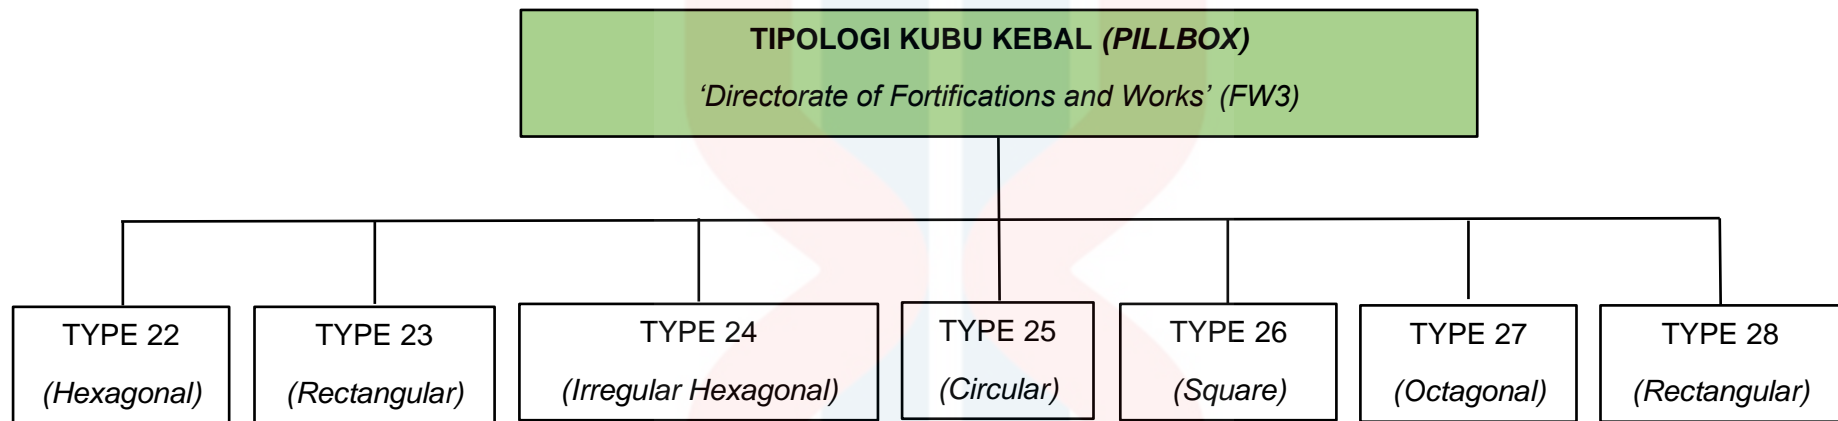 TIPOLOGI KUBU KEBAL (PILLBOX)
‘Directorate of Fortifications and Works’ (FW3)
TYPE 22
(Hexagonal)
TYPE 23
(Rectangular)
TYPE 24
(Irregular Hexagonal)
TYPE 25
(Circular)
TYPE 26
(Square)
TYPE 27
(Octagonal)
TYPE 28
(Rectangular)